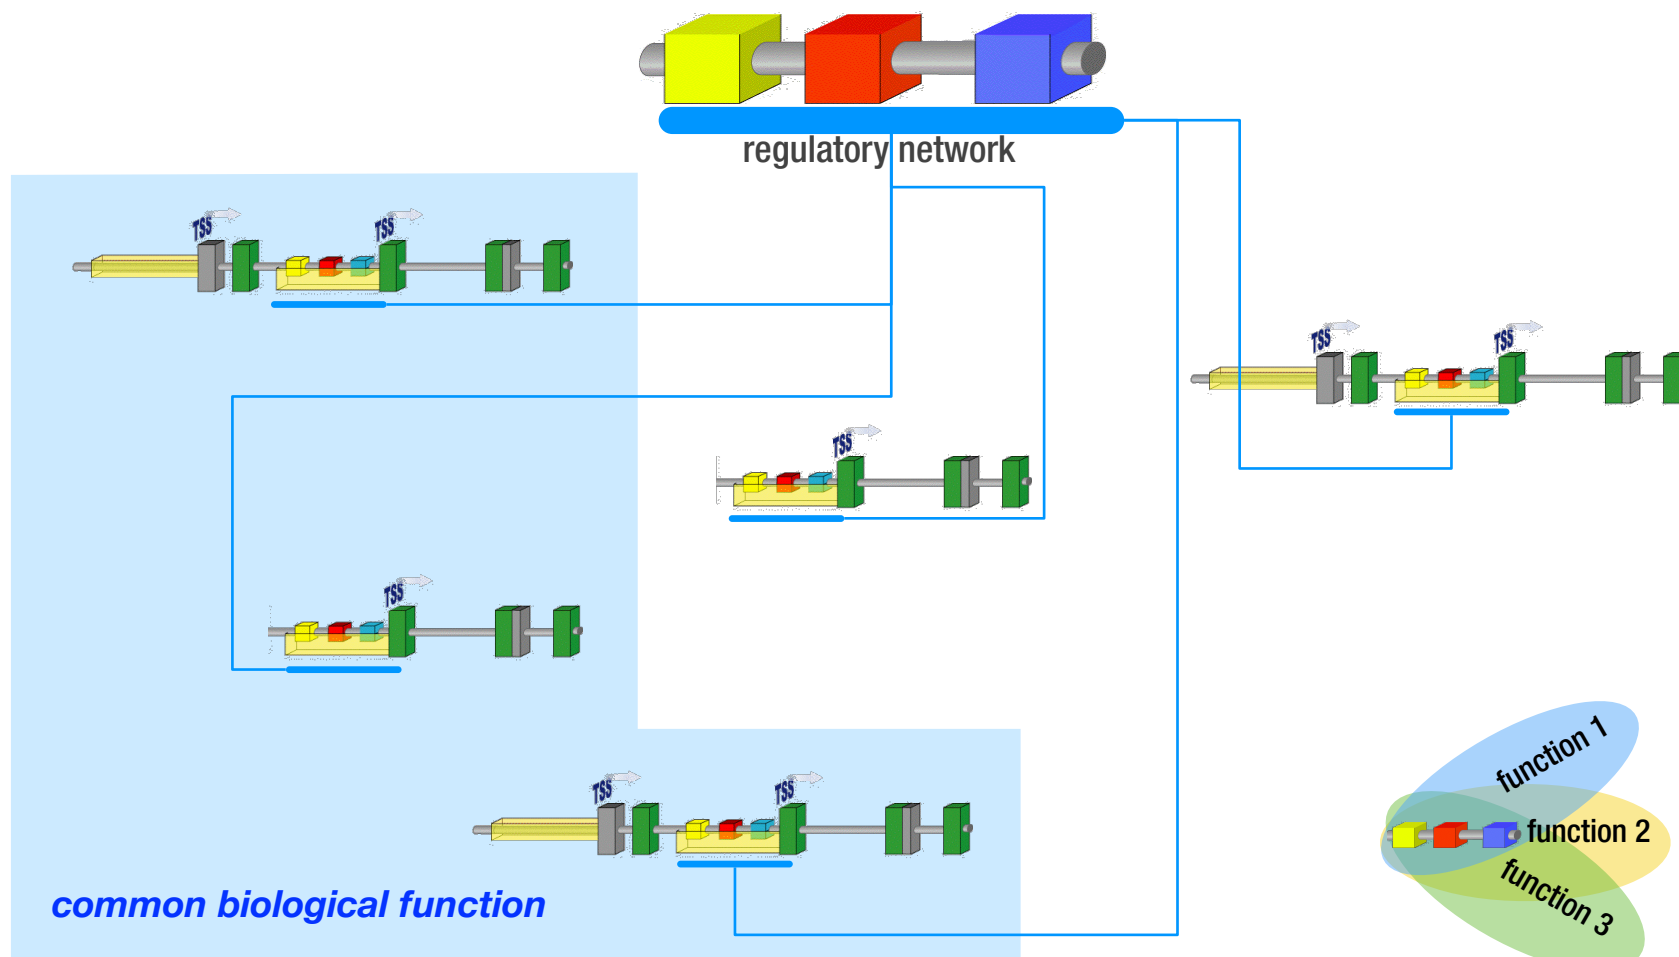 regulatory network
TSS
TSS
TSS
TSS
TSS
TSS
TSS
TSS
function 1
function 2
function 3
common biological function